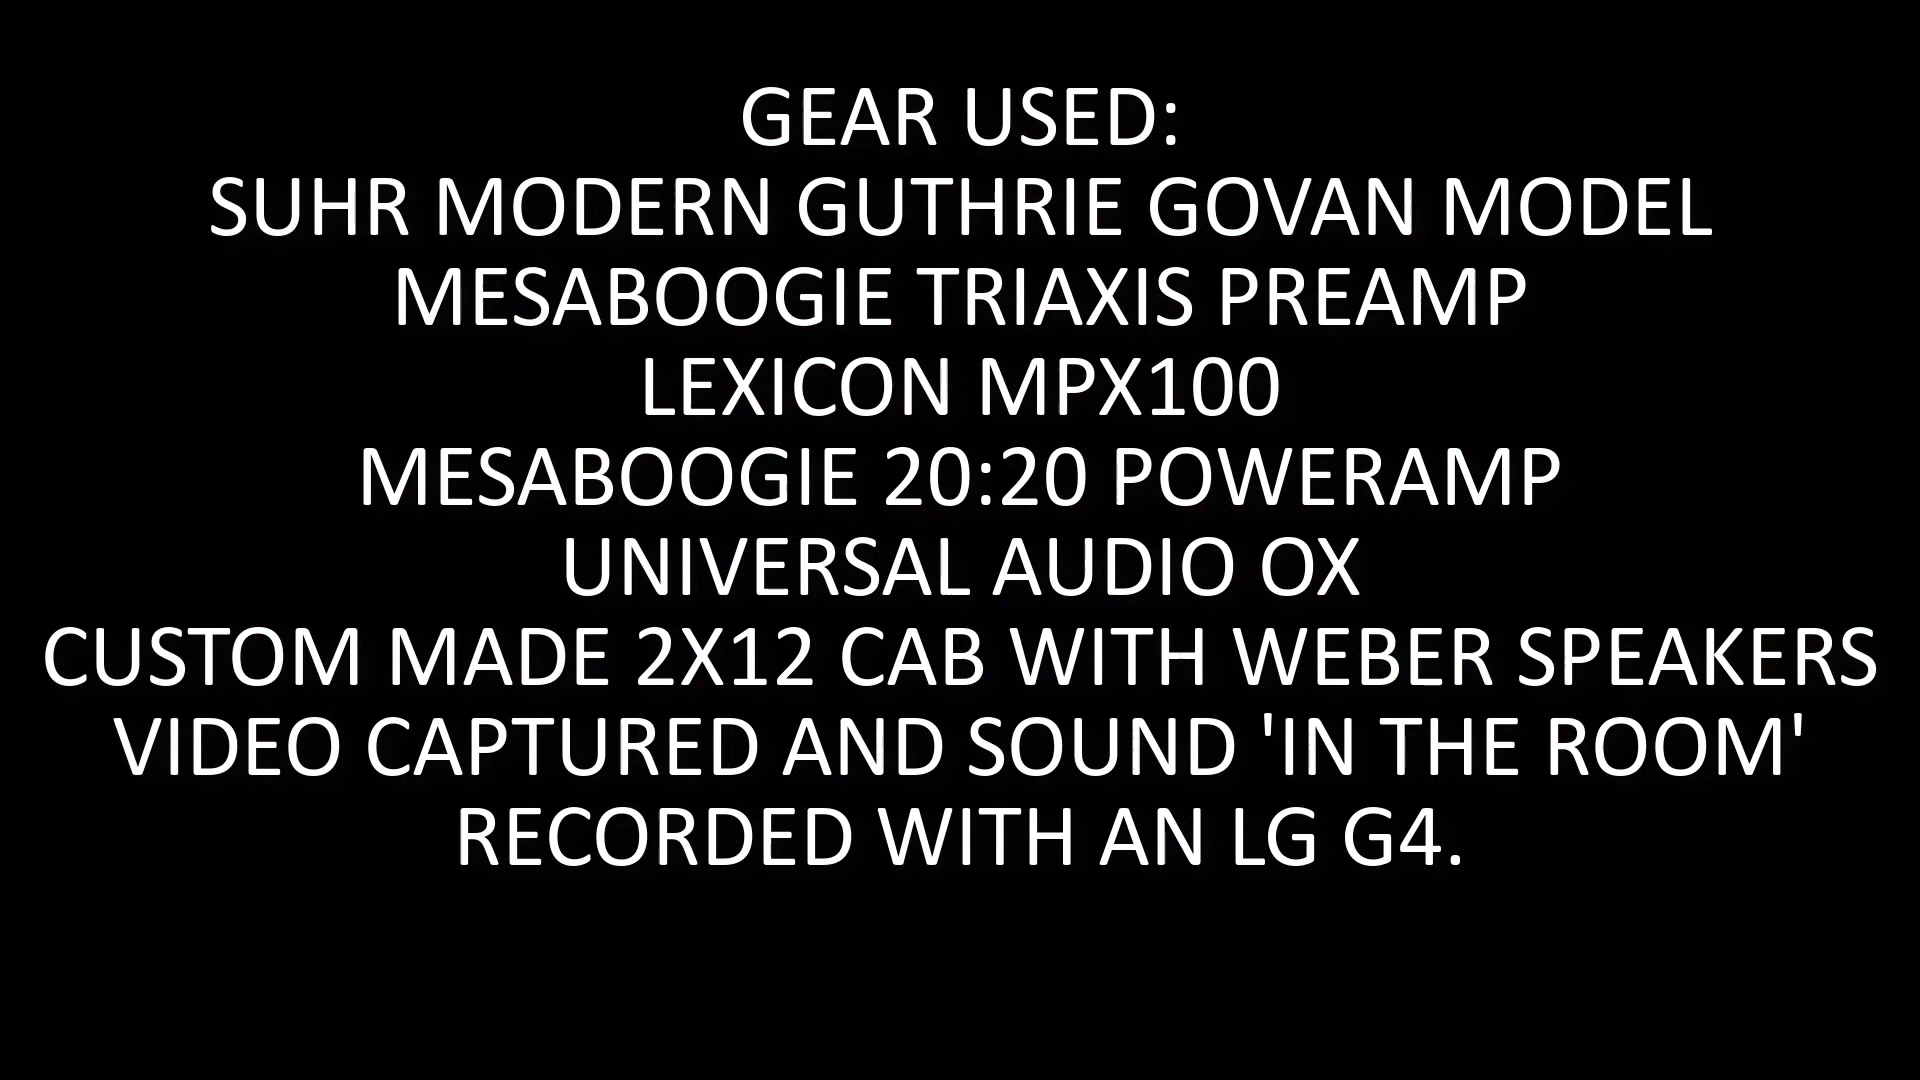 GEAR USED:
SUHR MODERN GUTHRIE GOVAN MODEL
MESABOOGIE TRIAXIS PREAMP
LEXICON MPX100
MESABOOGIE 20:20 POWERAMP
UNIVERSAL AUDIO OX
CUSTOM MADE 2X12 CAB WITH WEBER SPEAKERS
VIDEO CAPTURED AND SOUND 'IN THE ROOM'
RECORDED WITH AN LG G4.